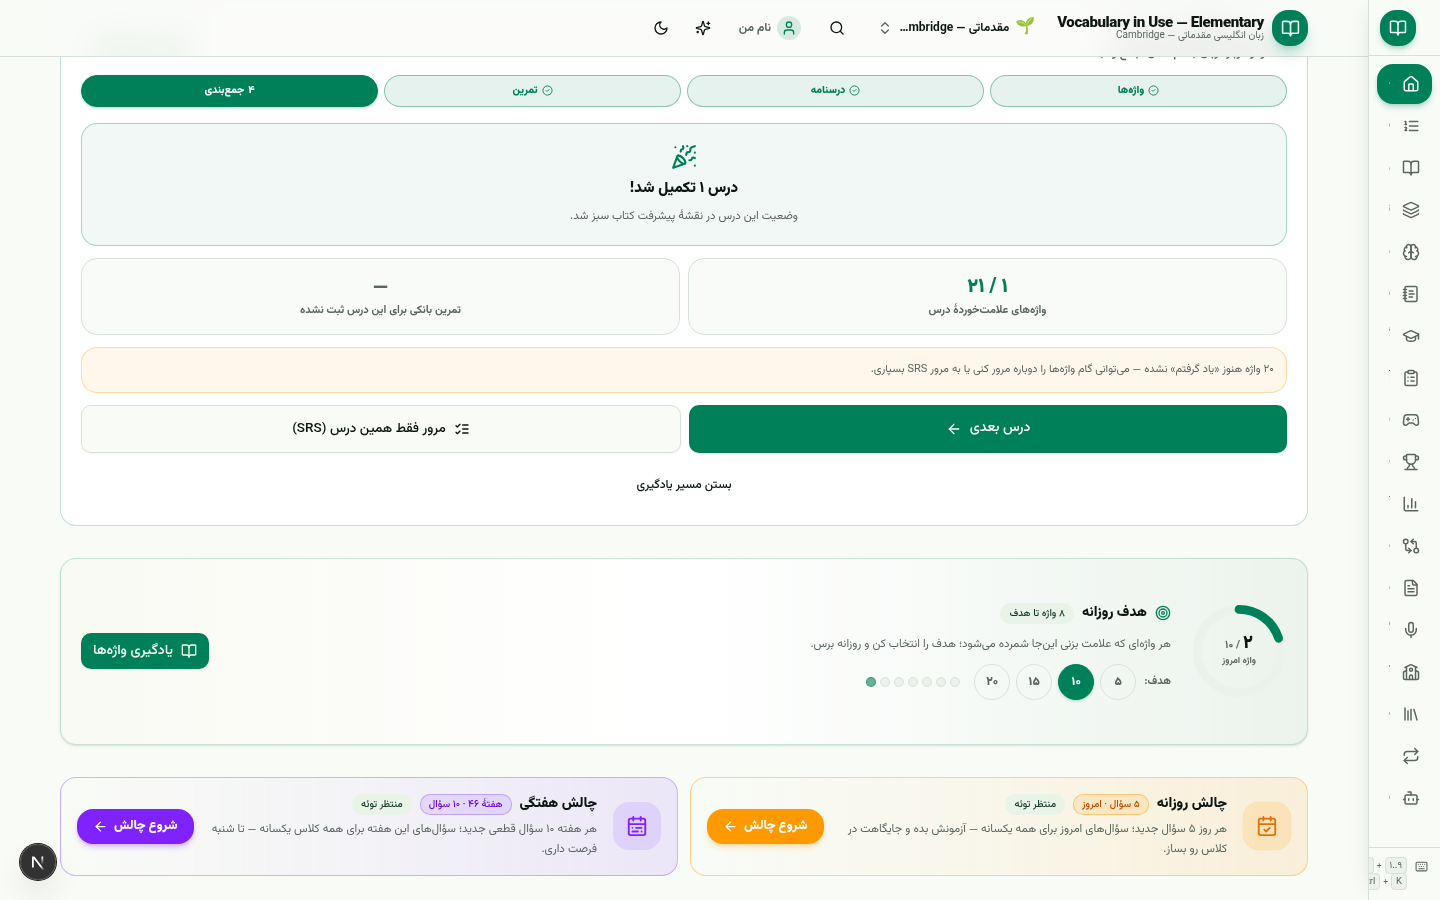 Vocabulary in Use — Elementary
زبان انگلیسی مقدماتی — Cambridge
مقدماتی — mbridge...
نام من
واژه‌ها
درسنامه
تمرین
۴ جمع‌بندی
درس ۱ تکمیل شد!
وضعیت این درس در نقشهٔ پیشرفت کتاب سبز شد.
۱ / ۲۱
واژه‌های علامت‌خوردهٔ درس
—
تمرین بانکی برای این درس ثبت نشده
۲۰ واژه هنوز «یاد گرفتم» نشده — می‌توانی گام واژه‌ها را دوباره مرور کنی یا به مرور SRS بسپاری.
درس بعدی
مرور فقط همین درس (SRS)
بستن مسیر یادگیری
۲ / ۱۰
واژه امروز
هدف روزانه
۸ واژه تا هدف
هر واژه‌ای که علامت بزنی این‌جا شمرده می‌شود؛ هدف را انتخاب کن و روزانه برس.
هدف:
۵
۱۰
۱۵
۲۰
یادگیری واژه‌ها
چالش روزانه
۵ سؤال · امروز
منتظر توئه
هر روز ۵ سؤال جدید؛ سؤال‌های امروز برای همه یکسانه — آزمونش بده و جایگاهت در
کلاس رو بساز.
شروع چالش
چالش هفتگی
هفتهٔ ۴۶ · ۱۰ سؤال
منتظر توئه
هر هفته ۱۰ سؤال قطعی جدید؛ سؤال‌های این هفته برای همه کلاس یکسانه — تا شنبه
فرصت داری.
شروع چالش
+ ۱..۹
+ K
N